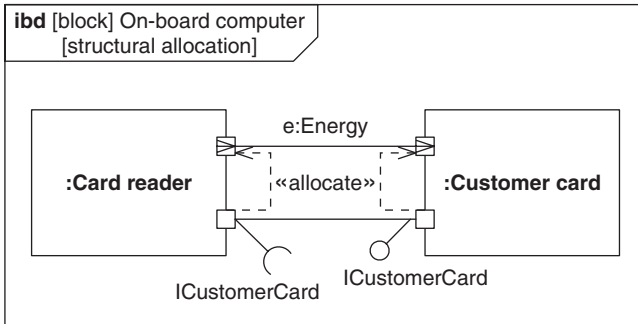 ibd [block] On-board computer
[structural allocation]
e:Energy
:Card reader
«allocate»
:Customer card
ICustomerCard
ICustomerCard